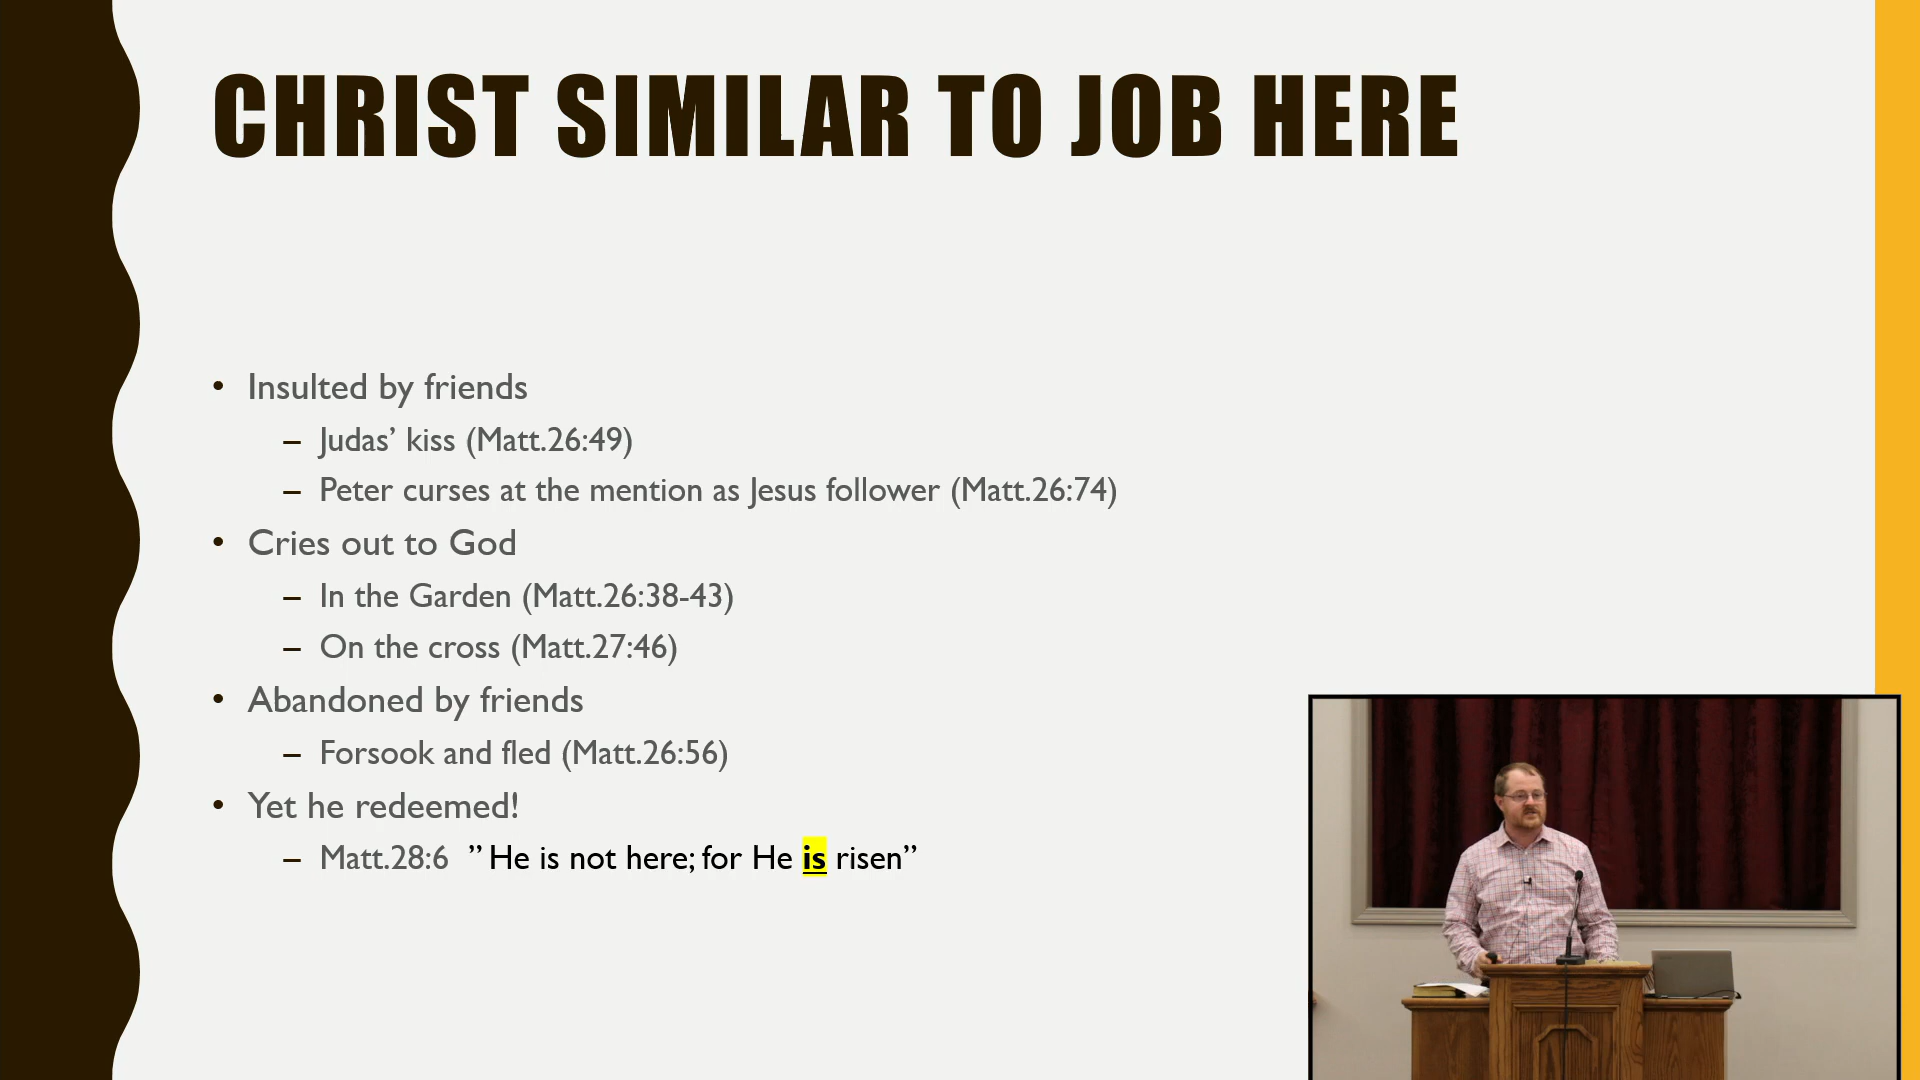 CHRIST SIMILAR TO JOB HERE
• Insulted by friends
– Judas’ kiss (Matt.26:49)
– Peter curses at the mention as Jesus follower (Matt.26:74)
• Cries out to God
– In the Garden (Matt.26:38-43)
– On the cross (Matt.27:46)
• Abandoned by friends
– Forsook and fled (Matt.26:56)
• Yet he redeemed!
– Matt.28:6 ” He is not here; for He is risen”